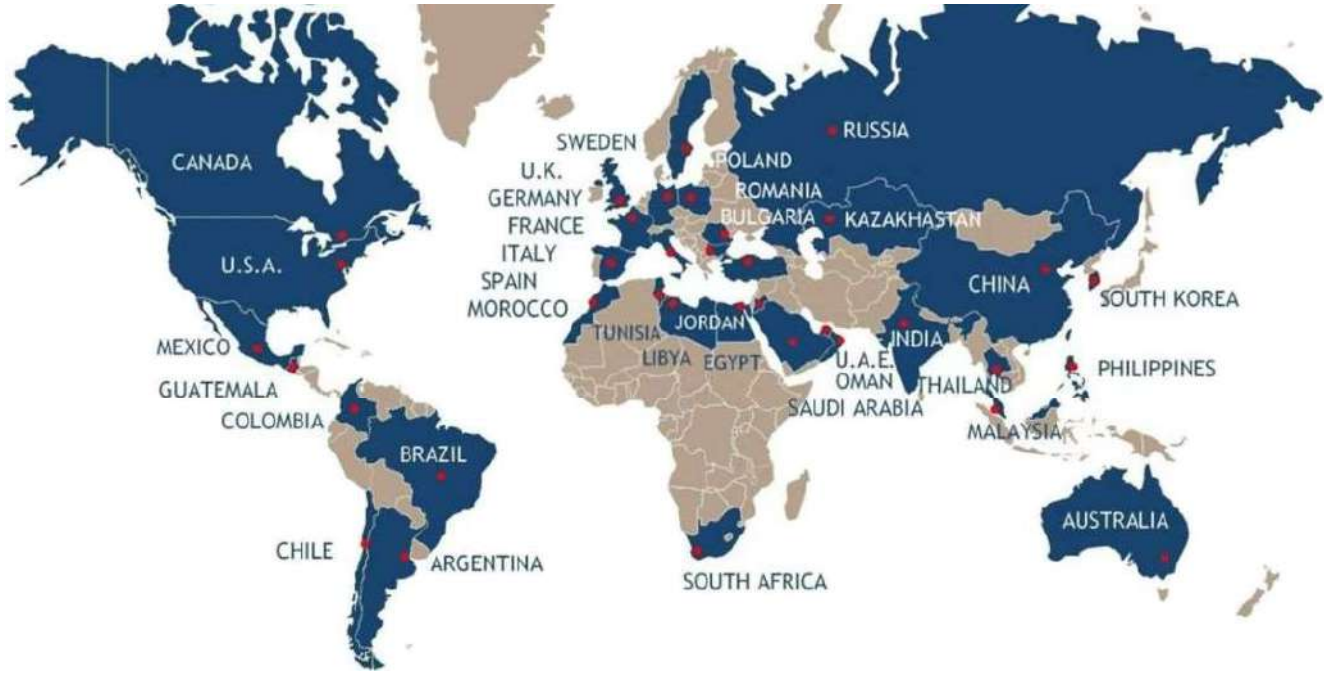 SWEDEN
RUSSIA
POLAND
CANADA
U.K.
GERMANY
ROMANIA
FRANCE
BULGARIA
KAZAKHASTAN
ITALY
U.S.A.
SPAIN
CHINA
MOROCCO
SOUTH KOREA
JORDAN
TUNISIA
INDIA
MEXICO
LIBYA
EGYPT
U.A.E.
PHILIPPINES
GUATEMALA
OMAN
THAILAND
SAUDI ARABIA
COLOMBIA
MALAYSIA
BRAZIL
AUSTRALIA
CHILE
ARGENTINA
SOUTH AFRICA